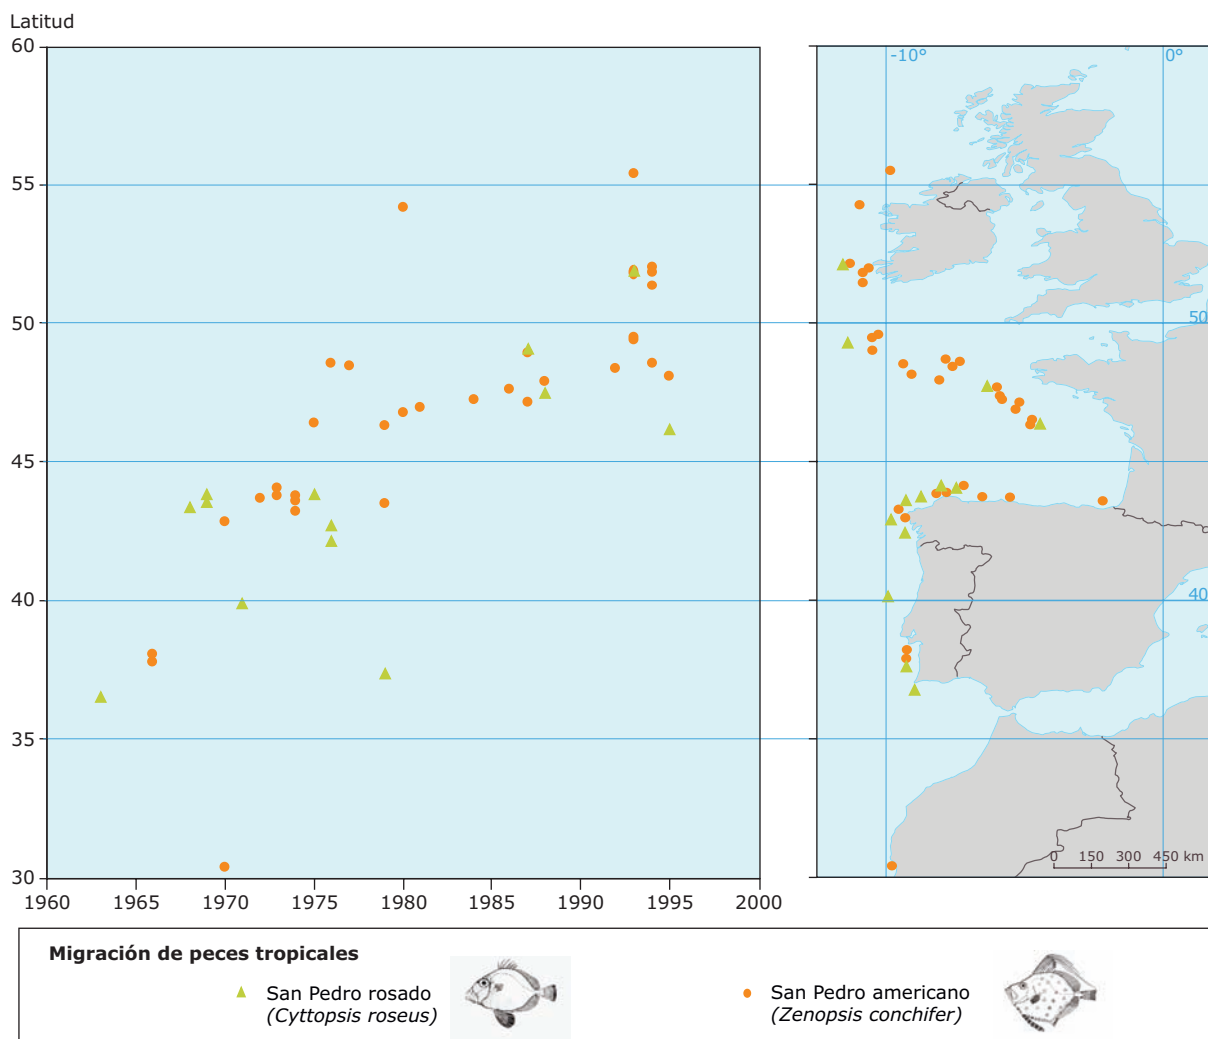 Latitud
60
55
50
45
40
35
30
1960 1965 1970 1975 1980 1985 1990 1995 2000
-10° 0°
50
40
0 150 300 450 km
Migración de peces tropicales
San Pedro rosado
(Cyttopsis roseus)
San Pedro americano
(Zenopsis conchifer)